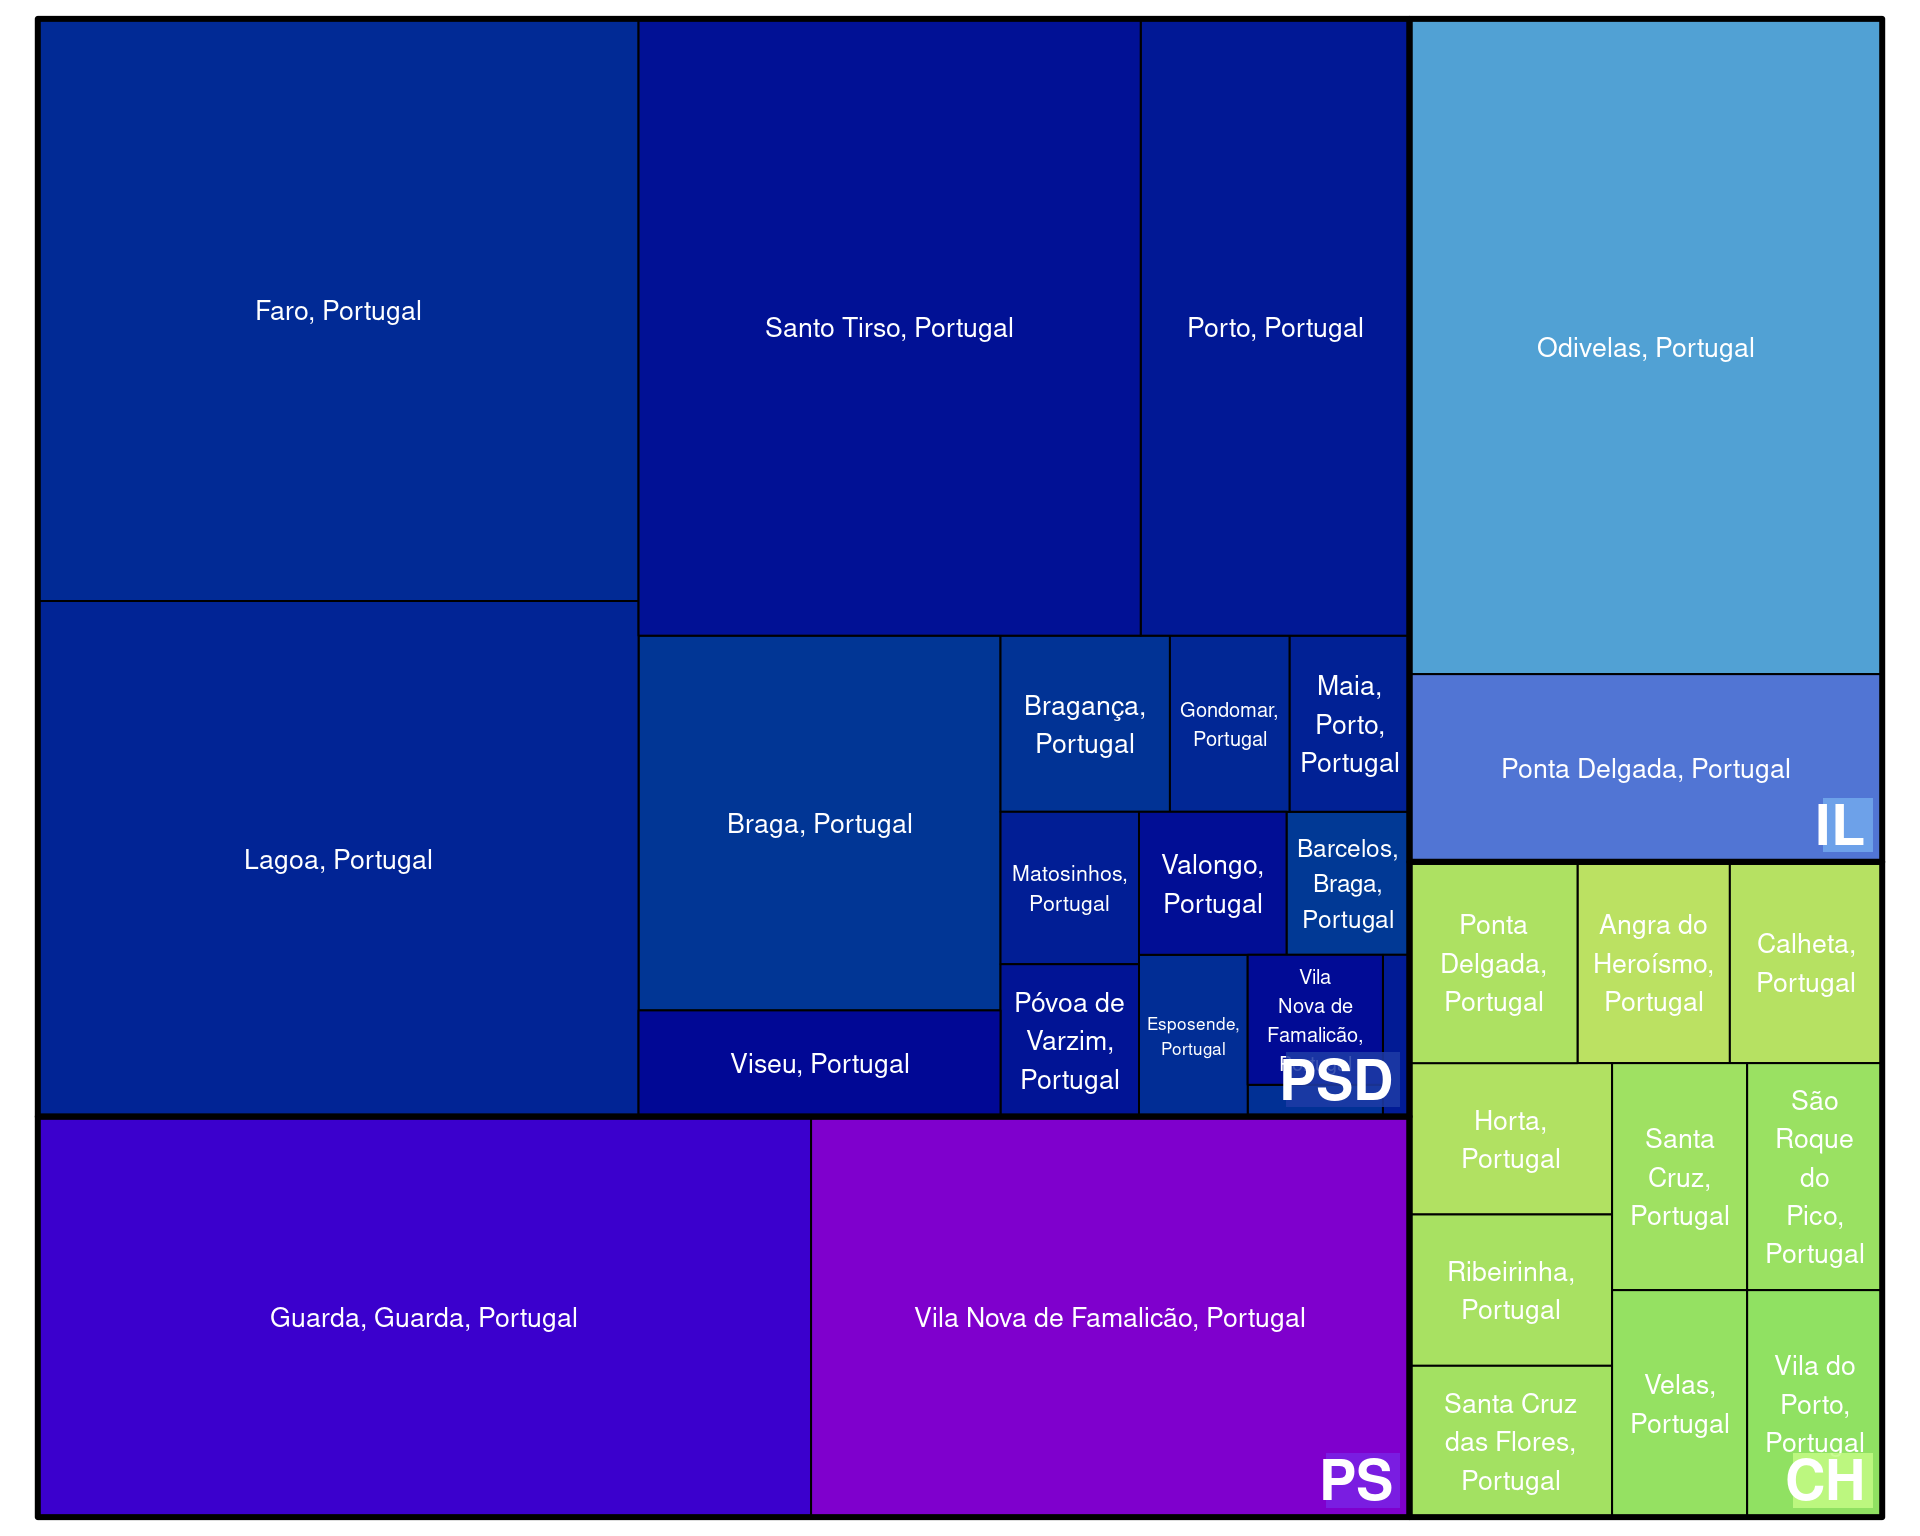 Faro, Portugal
Santo Tirso, Portugal
Porto, Portugal
Odivelas, Portugal
Lagoa, Portugal
Braga, Portugal
Bragança,
Portugal
Gondomar,
Portugal
Maia,
Porto,
Portugal
Ponta Delgada, Portugal
IL
Matosinhos,
Portugal
Valongo,
Portugal
Barcelos,
Braga,
Portugal
Viseu, Portugal
Póvoa de
Varzim,
Portugal
Esposende,
Portugal
Vila
Nova de
Famalicão,
PSD
Ponta
Delgada,
Portugal
Angra do
Heroísmo,
Portugal
Calheta,
Portugal
Horta,
Portugal
Santa
Cruz,
Portugal
São
Roque
do
Pico,
Portugal
Ribeirinha,
Portugal
Santa Cruz
das Flores,
Portugal
Velas,
Portugal
Vila do
Porto,
Portugal
CH
Guarda, Guarda, Portugal
Vila Nova de Famalicão, Portugal
PS